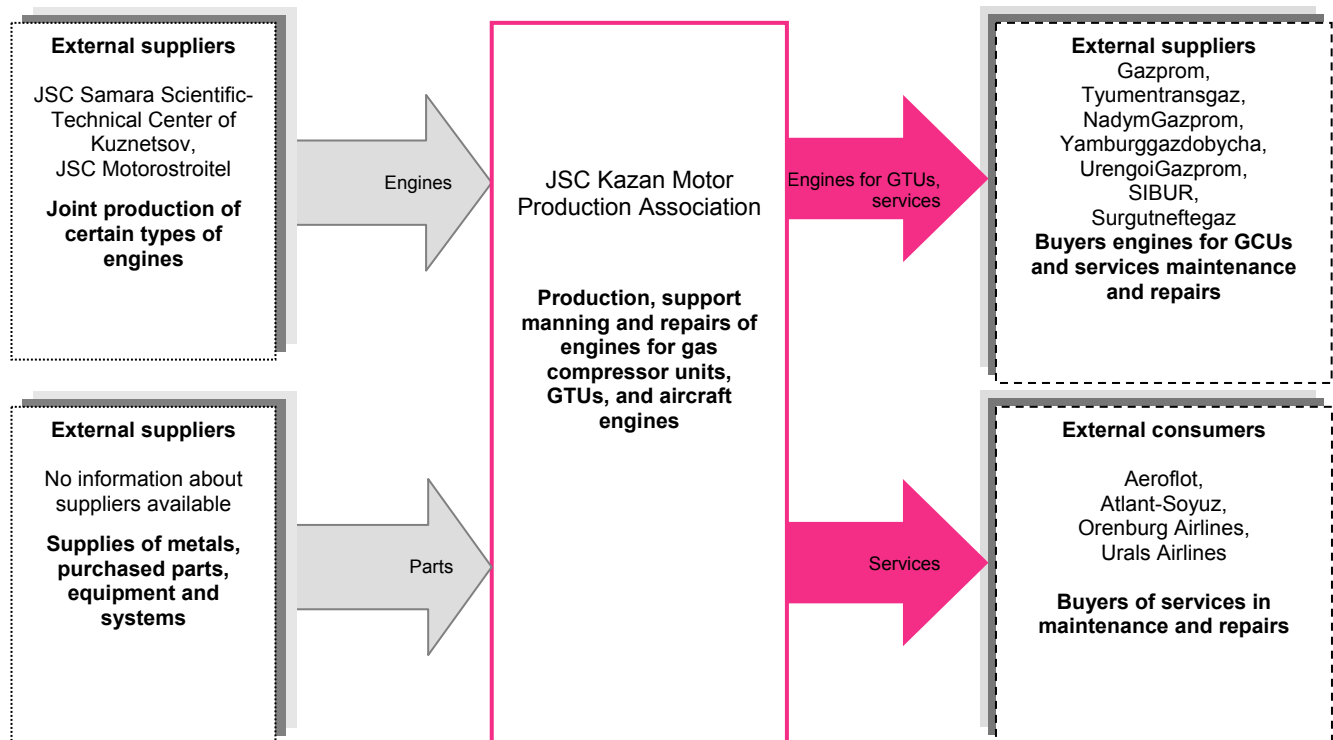 External suppliers
JSC Samara Scientific-
Technical Center of
Kuznetsov,
JSC Motorostroitel
Joint production of
certain types of
engines
Engines
External suppliers
No information about
suppliers available
Supplies of metals,
purchased parts,
equipment and
systems
Parts
JSC Kazan Motor
Production Association
Production, support
manning and repairs of
engines for gas
compressor units,
GTUs, and aircraft
engines
Engines for GTUs,
services
External suppliers
Gazprom,
Tyumentransgaz,
NadymGazprom,
Yamburggazdobycha,
UrengoiGazprom,
SIBUR,
Surgutneftegaz
Buyers engines for GCUs
and services maintenance
and repairs
Services
External consumers
Aeroflot,
Atlant-Soyuz,
Orenburg Airlines,
Urals Airlines
Buyers of services in
maintenance and repairs